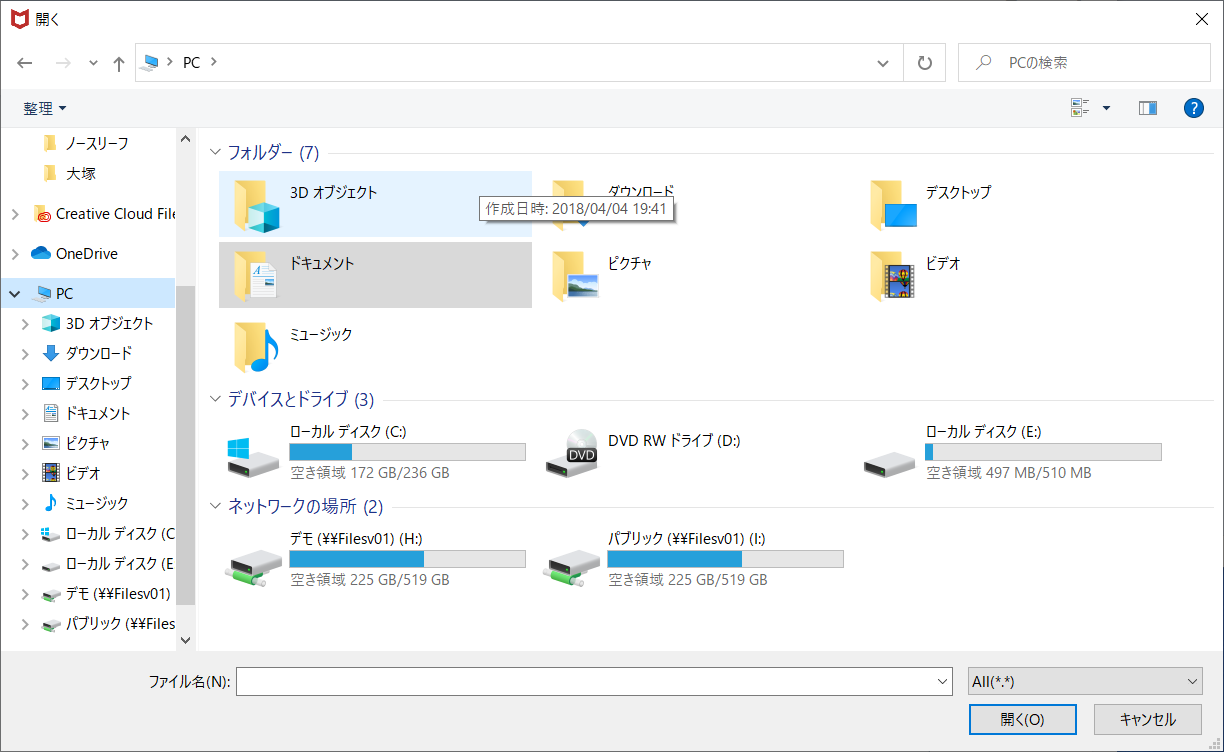 開く
PC
PCの検索
整理
ノースリーフ
大塚
Creative Cloud File
OneDrive
PC
3D オブジェクト
ダウンロード
デスクトップ
ドキュメント
ピクチャ
ビデオ
ミュージック
ローカル ディスク (C
ローカル ディスク (E
デモ (¥¥Filesv01)
パブリック (¥¥Files
フォルダー (7)
3D オブジェクト
ダウンロード
デスクトップ
作成日時: 2018/04/04 19:41
ドキュメント
ピクチャ
ビデオ
ミュージック
デバイスとドライブ (3)
ローカル ディスク (C:)
空き領域 172 GB/236 GB
DVD
DVD RW ドライブ (D:)
ローカル ディスク (E:)
空き領域 497 MB/510 MB
ネットワークの場所 (2)
デモ (¥¥Filesv01) (H:)
空き領域 225 GB/519 GB
パブリック (¥¥Filesv01) (I:)
空き領域 225 GB/519 GB
ファイル名(N):
All(*.*)
開く(O)
キャンセル